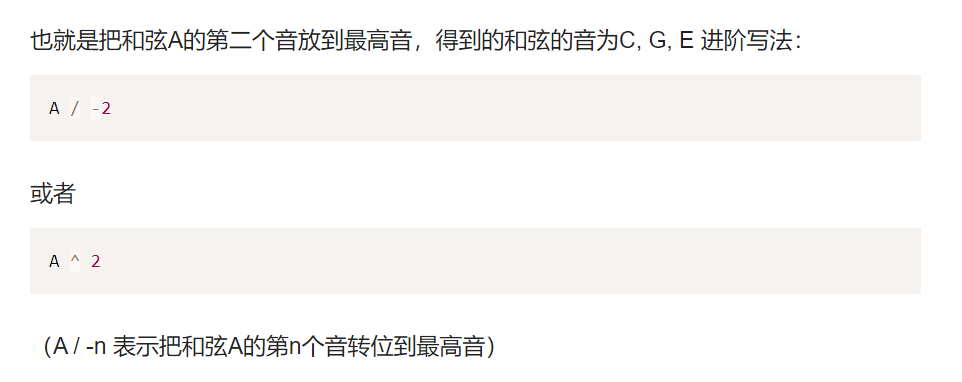 也就是把和弦A的第二个音放到最高音，得到的和弦的音为C, G, E 进阶写法：
A / -2
或者
A ^ 2
（A / -n 表示把和弦A的第n个音转位到最高音）